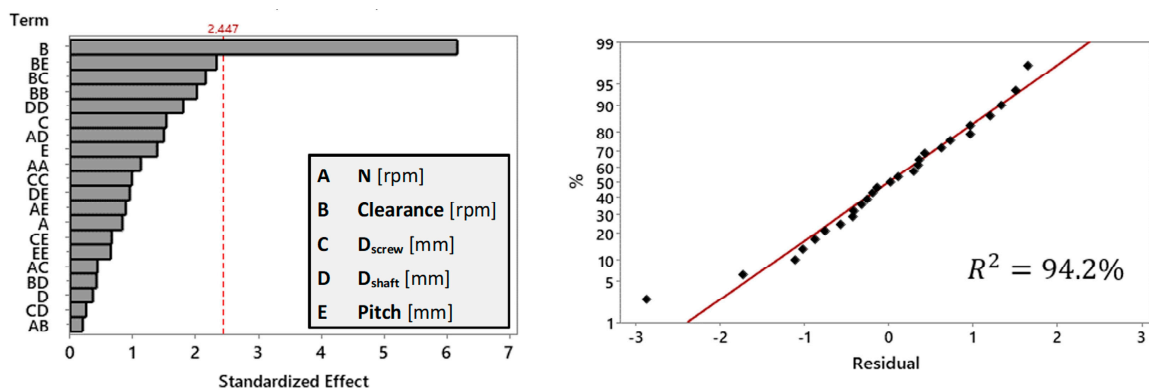 Term
2.447
B
BE
BC
BB
DD
C
AD
E
AA
CC
DE
AE
A
CE
EE
AC
BD
D
CD
AB
A N [rpm]
B Clearance [rpm]
C Dscrew [mm]
D Dshaft [mm]
E Pitch [mm]
0 1 2 3 4 5 6 7
Standardized Effect
99
95
90
80
70
60
50
40
30
20
10
5
1
%
R² = 94.2%
-3 -2 -1 0 1 2 3
Residual